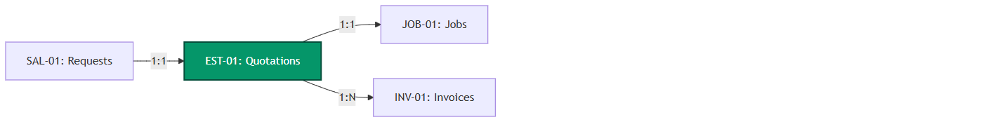 SAL-01: Requests
1:1
EST-01: Quotations
1:1
JOB-01: Jobs
1:N
INV-01: Invoices